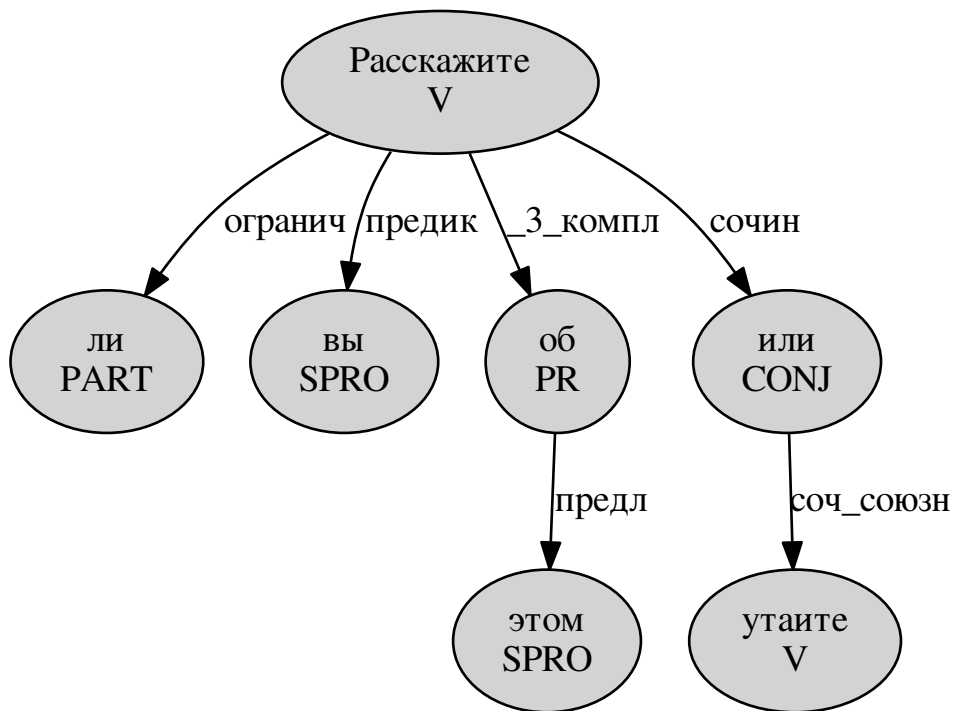 Расскажите
V
огранич
предик
_3_компл
сочин
ли
PART
вы
SPRO
об
PR
или
CONJ
предл
соч_союзн
этом
SPRO
утаите
V